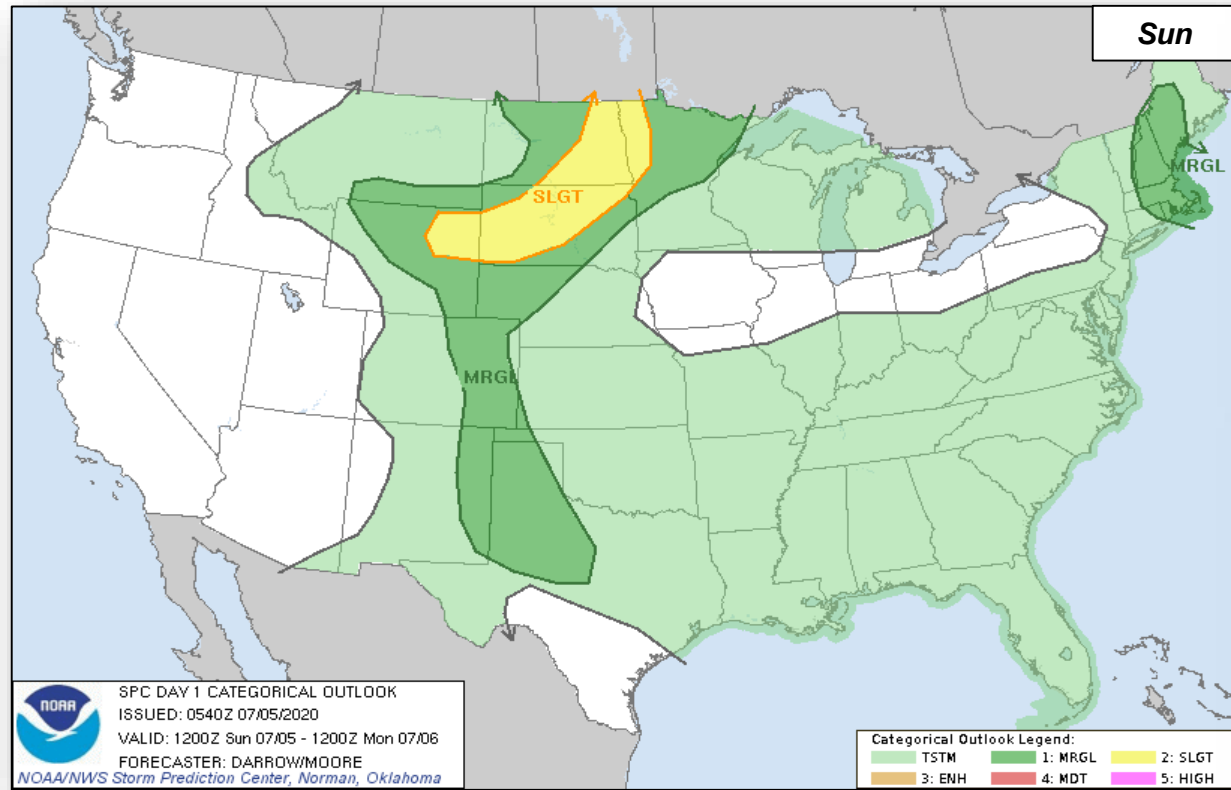 Sun
MRGL
SLGT
MRGL
NOAA
SPC DAY 1 CATEGORICAL OUTLOOK
ISSUED: 0540Z 07/05/2020
VALID: 1200Z Sun 07/05 - 1200Z Mon 07/06
FORECASTER: DARROW/MOORE
NOAA/NWS Storm Prediction Center, Norman, Oklahoma
Categorical Outlook Legend:
TSTM 1: MRGL 2: SLGT
3: ENH 4: MDT 5: HIGH